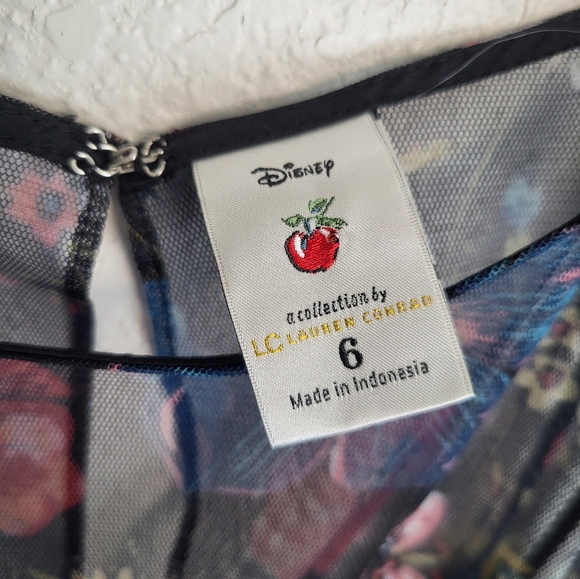 Disney
a collection by
LC LAUREN CONRAD
6
Made in Indonesia